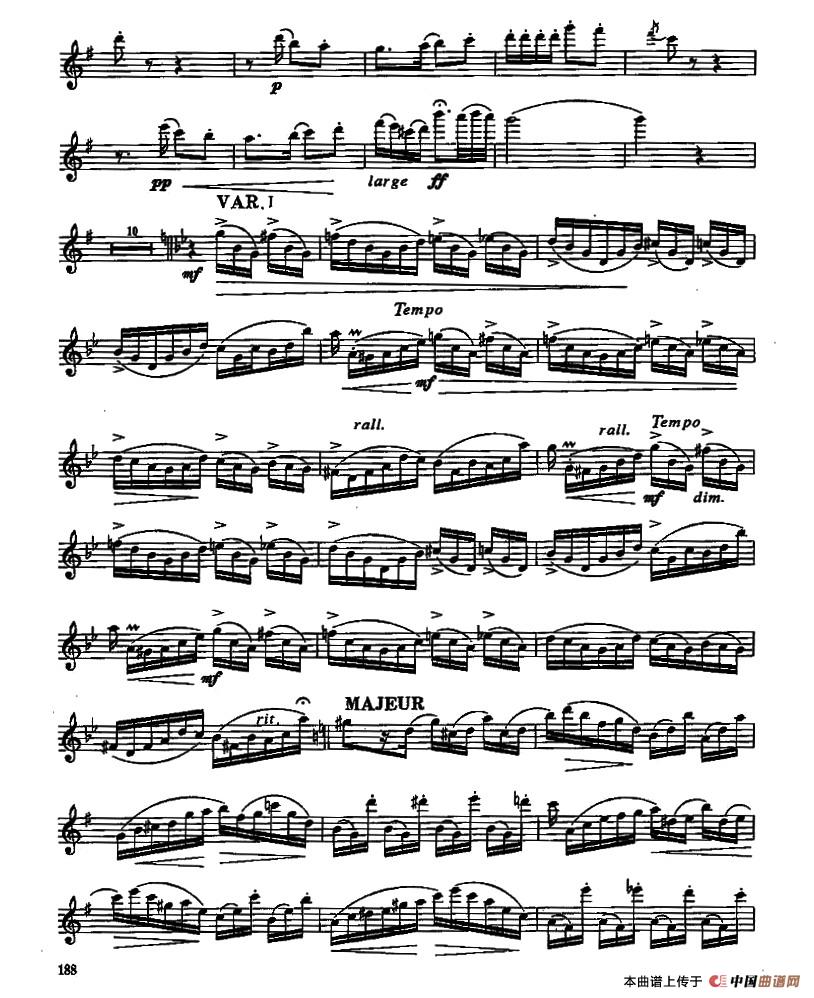 p
pp large ff
VAR. I
10
mf
Tempo
mf
rall. rall. Tempo
mf dim.
mf
rit. MAJEUR
188
本曲谱上传于 中国曲谱网